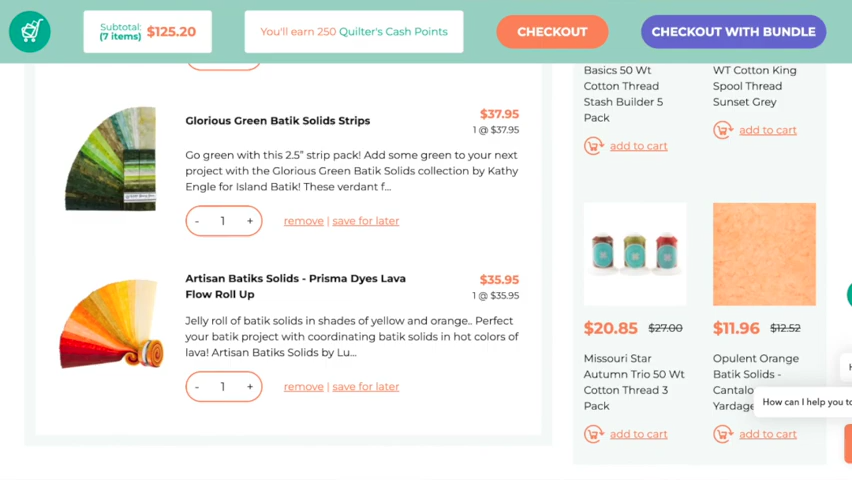 Subtotal:
(7 items)
$125.20
You'll earn 250 Quilter's Cash Points
CHECKOUT
CHECKOUT WITH BUNDLE
Glorious Green Batik Solids Strips
$37.95
1 @ $37.95
Go green with this 2.5” strip pack! Add some green to your next
project with the Glorious Green Batik Solids collection by Kathy
Engle for Island Batik! These verdant f...
- 1 +
remove | save for later
Artisan Batiks Solids - Prisma Dyes Lava
Flow Roll Up
$35.95
1 @ $35.95
Jelly roll of batik solids in shades of yellow and orange.. Perfect
your batik project with coordinating batik solids in hot colors of
lava! Artisan Batiks Solids by Lu...
- 1 +
remove | save for later
Basics 50 Wt
Cotton Thread
Stash Builder 5
Pack
add to cart
WT Cotton King
Spool Thread
Sunset Grey
add to cart
$20.85 $27.00
Missouri Star
Autumn Trio 50 Wt
Cotton Thread 3
Pack
add to cart
$11.96 $12.52
Opulent Orange
Batik Solids -
Cantalo
Yardag
add to cart
How can I help you to